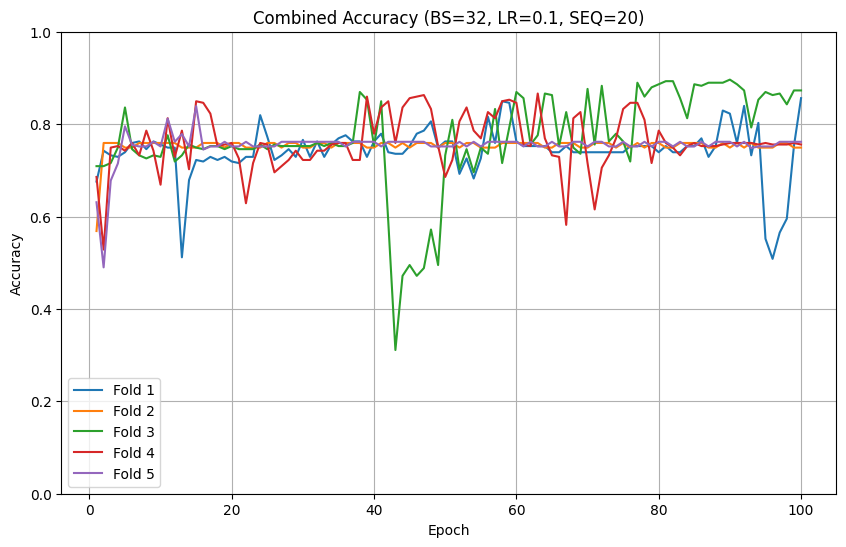 Combined Accuracy (BS=32, LR=0.1, SEQ=20)
1.0
0.8
0.6
0.4
0.2
0.0
Accuracy
Fold 1
Fold 2
Fold 3
Fold 4
Fold 5
0 20 40 60 80 100
Epoch